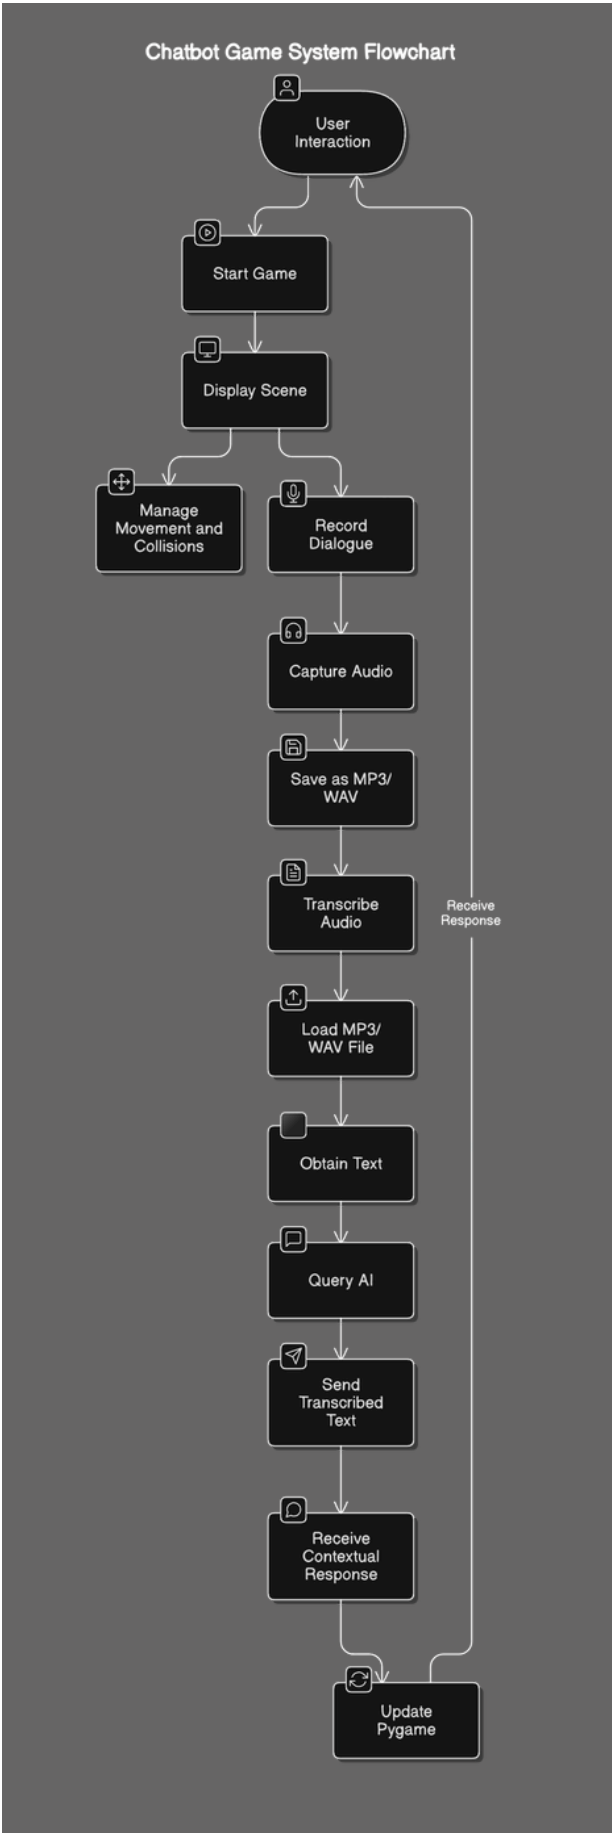 Chatbot Game System Flowchart
User
Interaction
Start Game
Display Scene
Manage
Movement and
Collisions
Record
Dialogue
Capture Audio
Save as MP3/
WAV
Transcribe
Audio
Receive
Response
Load MP3/
WAV File
Obtain Text
Query AI
Send
Transcribed
Text
Receive
Contextual
Response
Update
Pygame